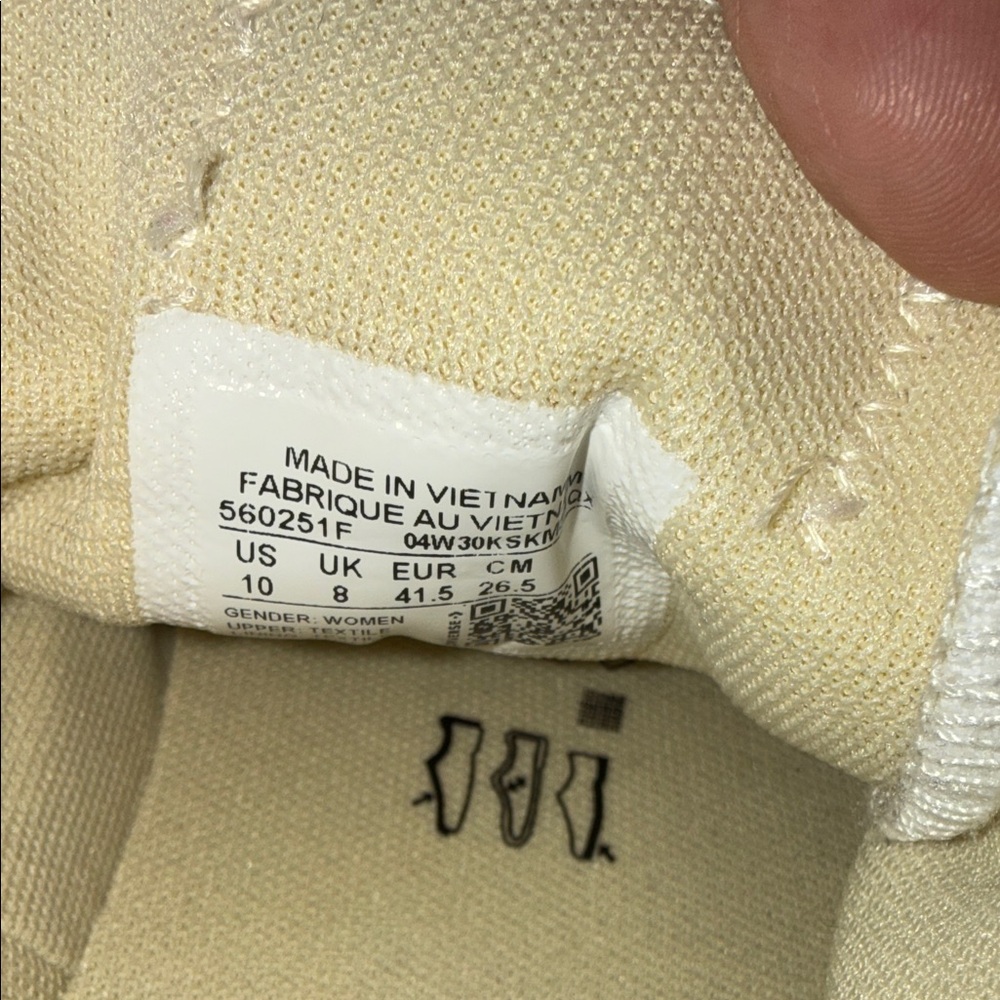 MADE IN VIETNAM
FABRIQUE AU VIETN
560251F 04W30KSKM
US UK EUR CM
10 8 41.5 26.5
GENDER: WOMEN
UPPER: TEXTILE